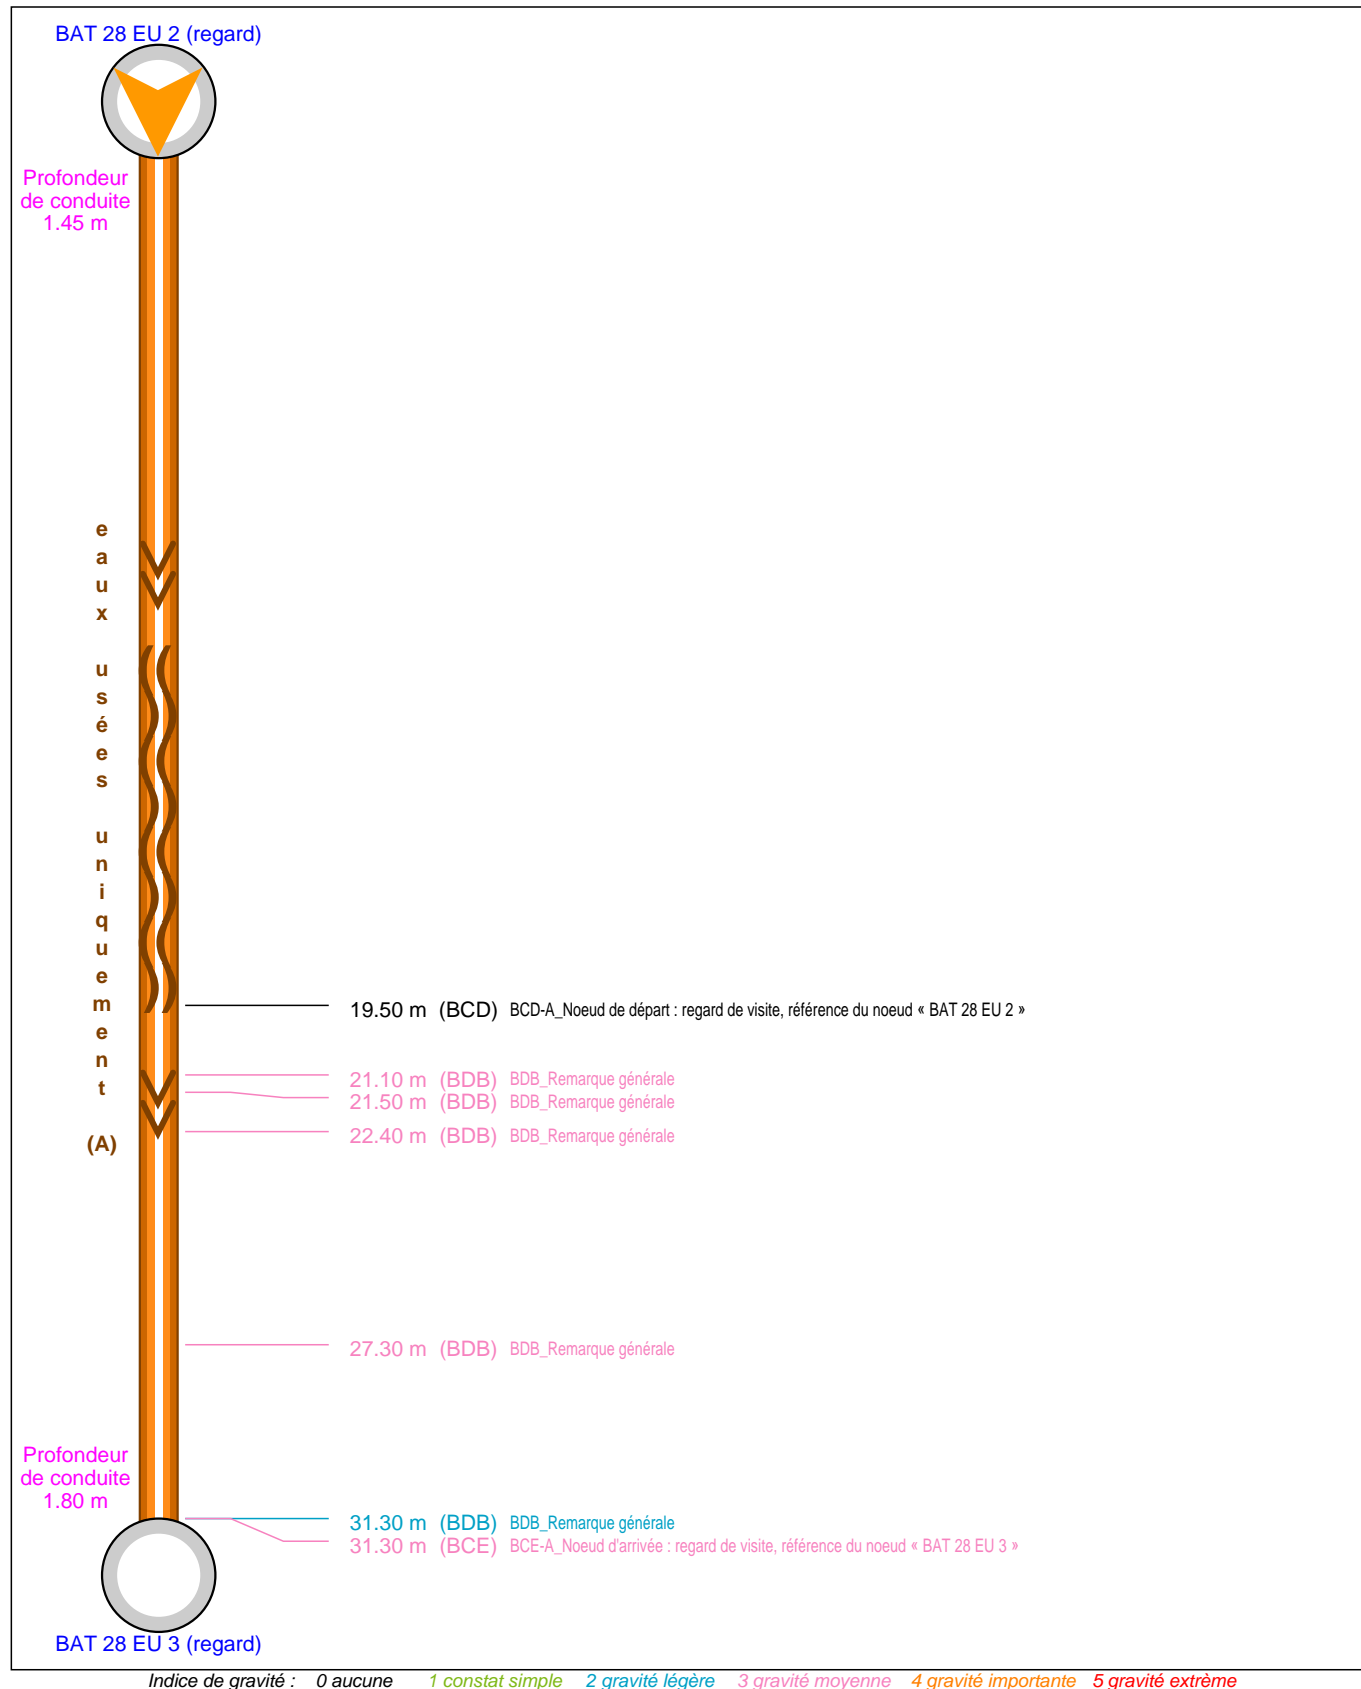 BAT 28 EU 2 (regard)
Profondeur
de conduite
1.45 m
eaux usées uniquement (A)
19.50 m (BCD) BCD-A_Noeud de départ : regard de visite, référence du noeud « BAT 28 EU 2 »
21.10 m (BDB) BDB_Remarque générale
21.50 m (BDB) BDB_Remarque générale
22.40 m (BDB) BDB_Remarque générale
27.30 m (BDB) BDB_Remarque générale
Profondeur
de conduite
1.80 m
31.30 m (BDB) BDB_Remarque générale
31.30 m (BCE) BCE-A_Noeud d'arrivée : regard de visite, référence du noeud « BAT 28 EU 3 »
BAT 28 EU 3 (regard)
Indice de gravité : 0 aucune 1 constat simple 2 gravité légère 3 gravité moyenne 4 gravité importante 5 gravité extrème